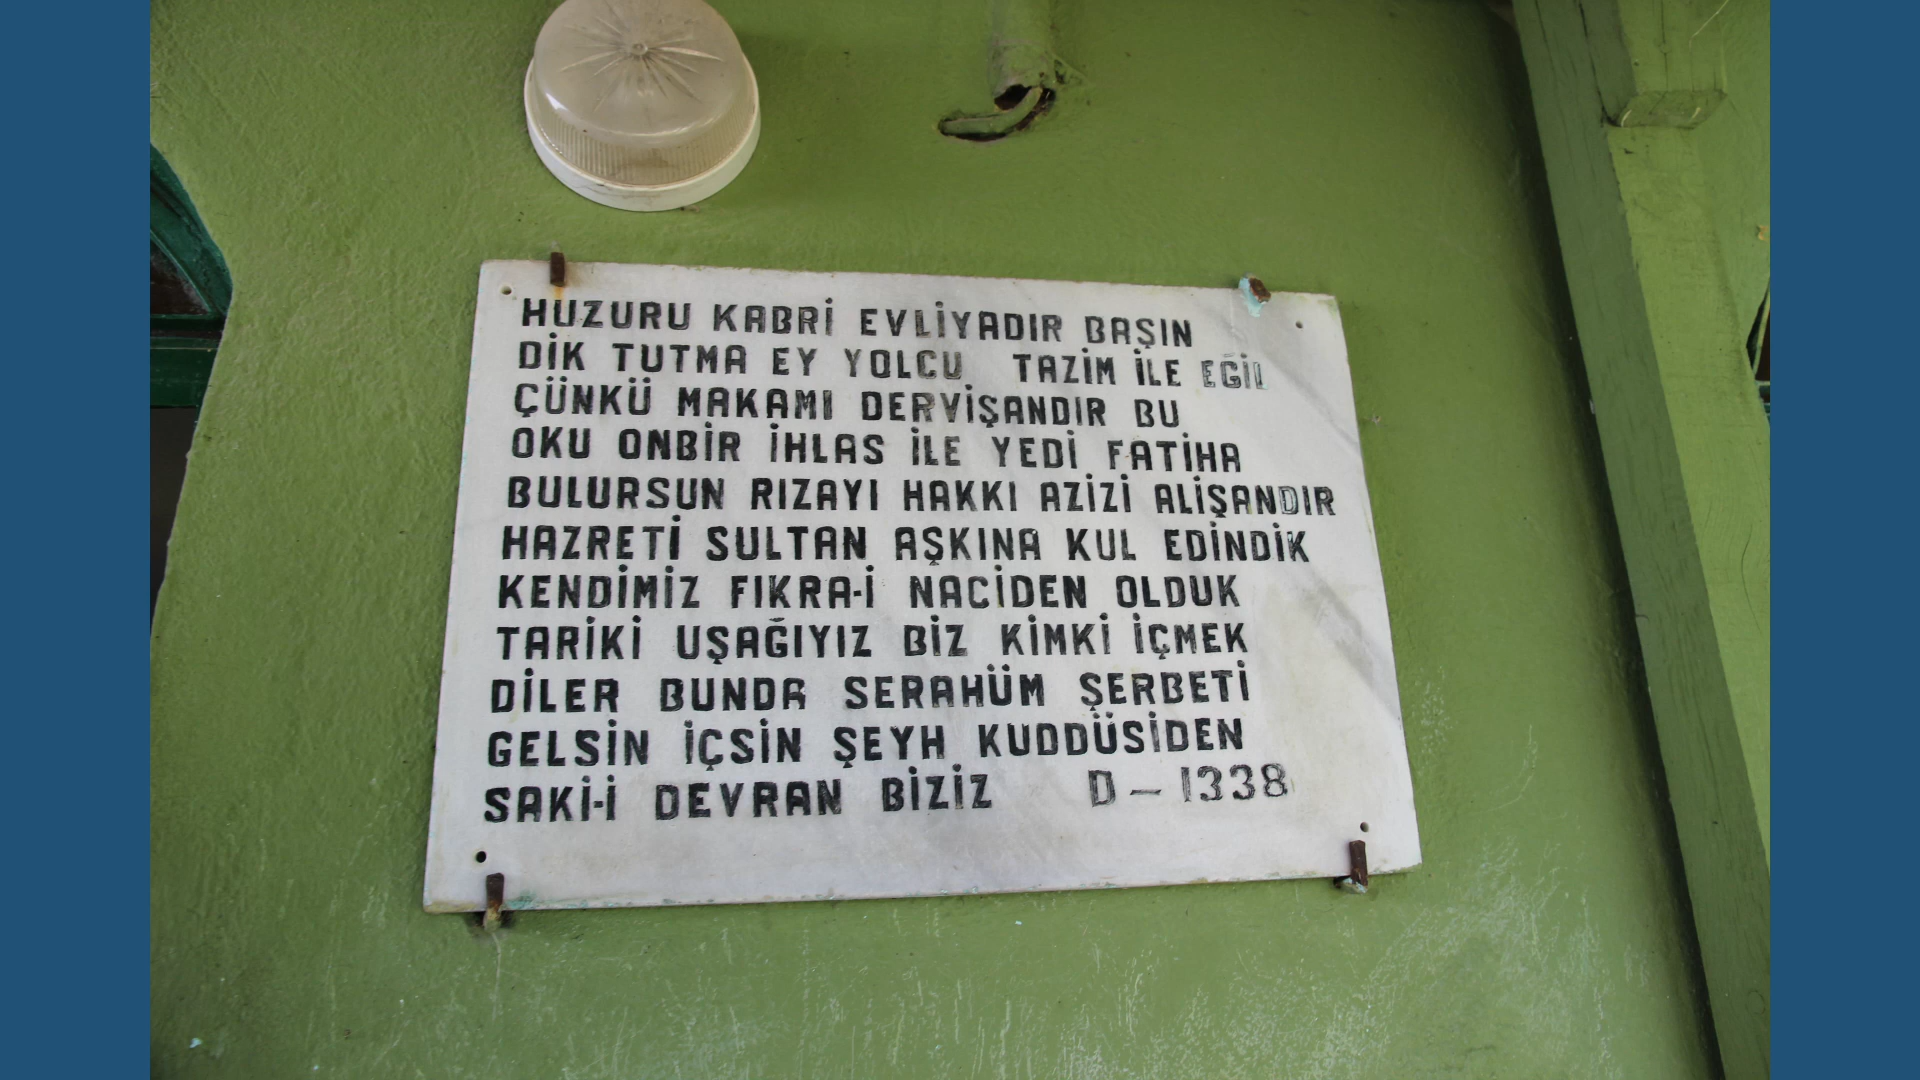 HUZURU KABRİ EVLİYADIR BAŞIN
DİK TUTMA EY YOLCU TAZİM İLE EĞİL
ÇÜNKÜ MAKAMI DERVİŞANDIR BU
OKU ONBİR İHLAS İLE YEDİ FATİHA
BULURSUN RIZAYI HAKKI AZİZİ ALİŞANDIR
HAZRETİ SULTAN AŞKINA KUL EDİNDİK
KENDİMİZ FIKRA-İ NACİDEN OLDUK
TARİKİ UŞAĞIYIZ BİZ KİMKİ İÇMEK
DİLER BUNDA SERAHÜM ŞERBETİ
GELSİN İÇSİN ŞEYH KUDDÜSİDEN
SAKİ-İ DEVRAN BİZİZ D - 1338